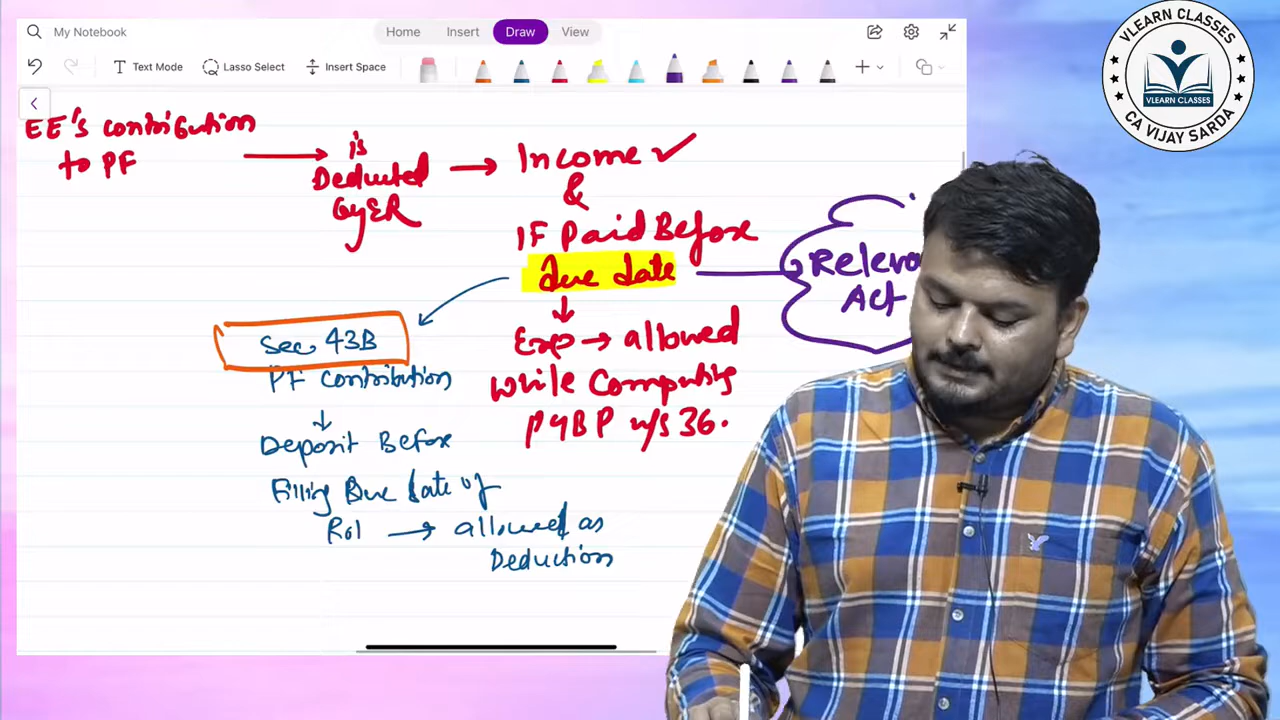 My Notebook
Home Insert Draw View
Text Mode Lasso Select Insert Space
EE's contribution
to PF
is
Deducted
by ER
Income
&
IF Paid Before
due date
Exp → allowed
While Computing
PGBP u/s 36.
Act
Sec 43B
PF contribution
Deposit Before
Filling Due date of
RoI → allowed as
Deduction
VLEARN CLASSES
VLEARN CLASSES
CA VIJAY SARDA